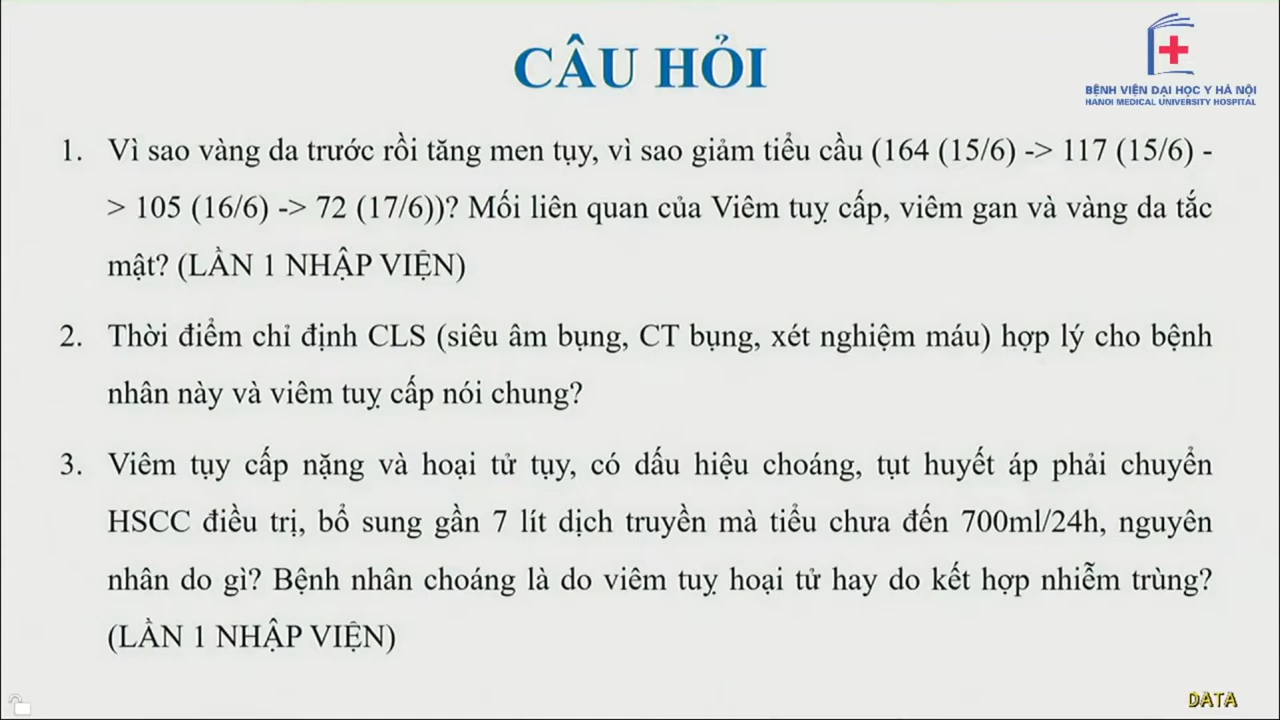 CÂU HỎI
BỆNH VIỆN ĐẠI HỌC Y HÀ NỘI
HANOI MEDICAL UNIVERSITY HOSPITAL
1. Vì sao vàng da trước rồi tăng men tụy, vì sao giảm tiểu cầu (164 (15/6) -> 117 (15/6) -
> 105 (16/6) -> 72 (17/6))? Mối liên quan của Viêm tuỵ cấp, viêm gan và vàng da tắc
mật? (LẦN 1 NHẬP VIỆN)
2. Thời điểm chỉ định CLS (siêu âm bụng, CT bụng, xét nghiệm máu) hợp lý cho bệnh
nhân này và viêm tuỵ cấp nói chung?
3. Viêm tụy cấp nặng và hoại tử tụy, có dấu hiệu choáng, tụt huyết áp phải chuyển
HSCC điều trị, bổ sung gần 7 lít dịch truyền mà tiểu chưa đến 700ml/24h, nguyên
nhân do gì? Bệnh nhân choáng là do viêm tuỵ hoại tử hay do kết hợp nhiễm trùng?
(LẦN 1 NHẬP VIỆN)
DATA